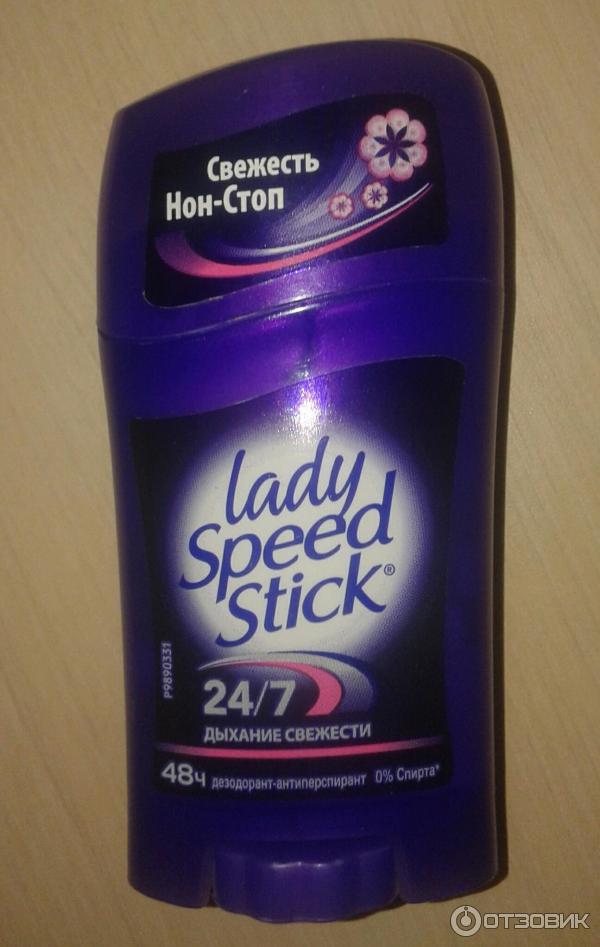 Свежесть
Нон-Стоп
lady
Speed
Stick®
24/7
ДЫХАНИЕ СВЕЖЕСТИ
48ч дезодорант-антиперспирант 0% Спирта*
P9890331
ОТЗОВИК